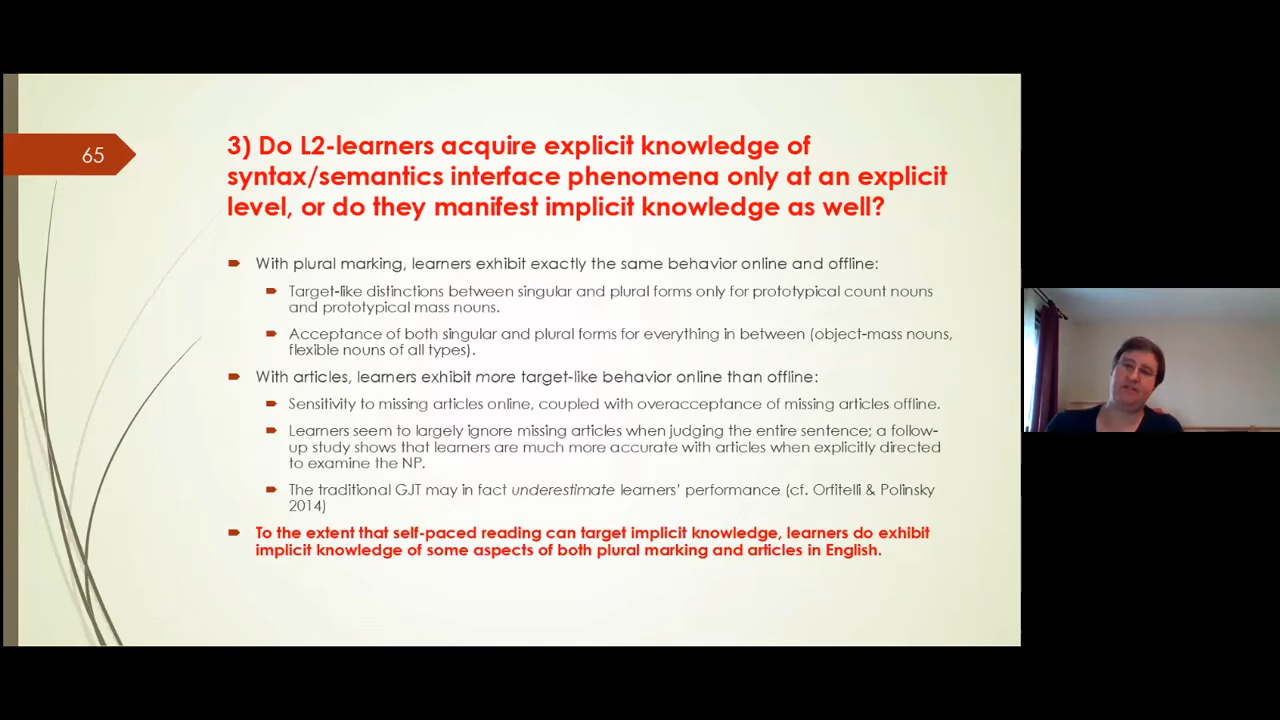 65
3) Do L2-learners acquire explicit knowledge of
syntax/semantics interface phenomena only at an explicit
level, or do they manifest implicit knowledge as well?
With plural marking, learners exhibit exactly the same behavior online and offline:
Target-like distinctions between singular and plural forms only for prototypical count nouns
and prototypical mass nouns.
Acceptance of both singular and plural forms for everything in between (object-mass nouns,
flexible nouns of all types).
With articles, learners exhibit more target-like behavior online than offline:
Sensitivity to missing articles online, coupled with overacceptance of missing articles offline.
Learners seem to largely ignore missing articles when judging the entire sentence; a follow-
up study shows that learners are much more accurate with articles when explicitly directed
to examine the NP.
The traditional GJT may in fact underestimate learners' performance (cf. Orfitelli & Polinsky
2014)
To the extent that self-paced reading can target implicit knowledge, learners do exhibit
implicit knowledge of some aspects of both plural marking and articles in English.